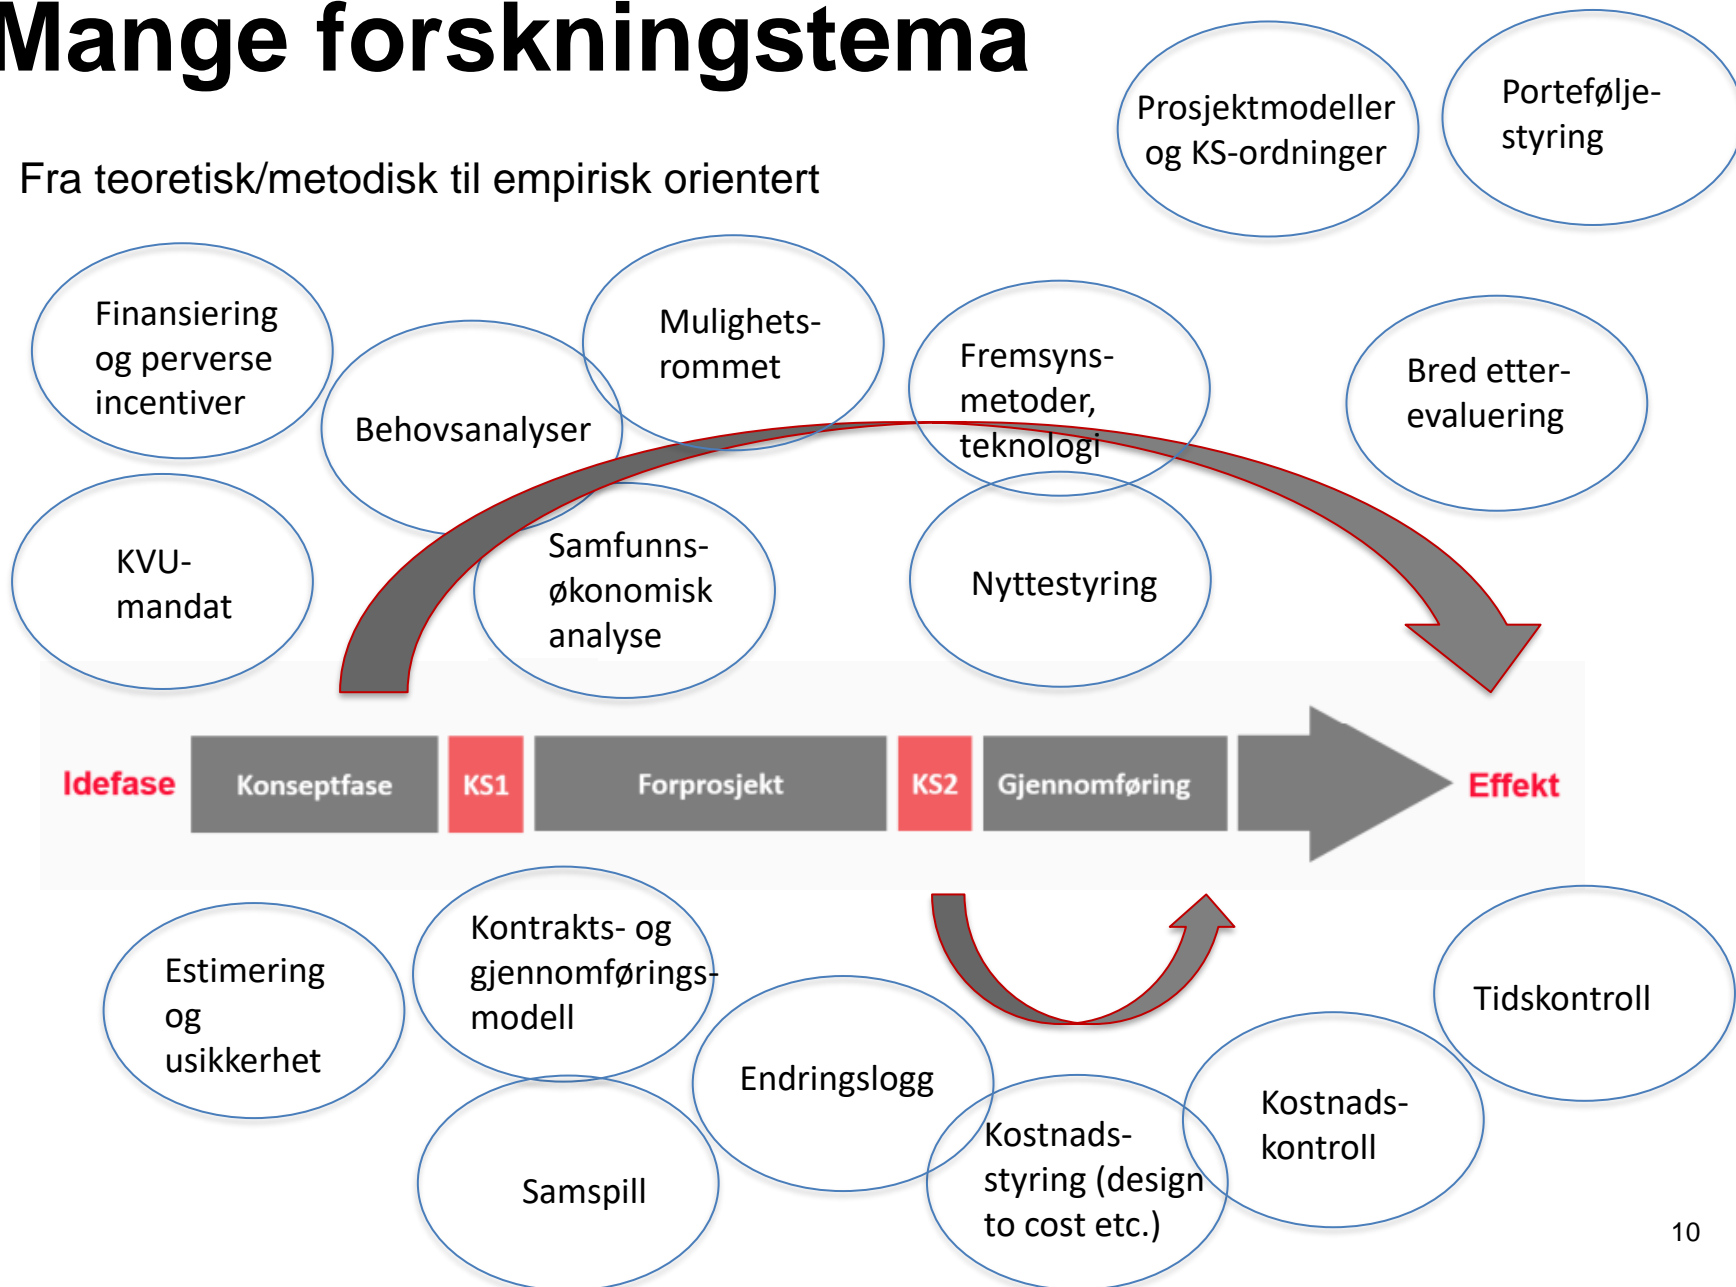 Mange forskningstema
Fra teoretisk/metodisk til empirisk orientert
Prosjektmodeller
og KS-ordninger
Portefølje-
styring
Finansiering
og perverse
incentiver
Behovsanalyser
Mulighets-
rommet
Fremsyns-
metoder,
teknologi
Bred etter-
evaluering
KVU-
mandat
Samfunns-
økonomisk
analyse
Nyttestyring
Idefase
Konseptfase
KS1
Forprosjekt
KS2
Gjennomføring
Effekt
Estimering
og
usikkerhet
Kontrakts- og
gjennomførings-
modell
Samspill
Endringslogg
Kostnads-
styring (design
to cost etc.)
Kostnads-
kontroll
Tidskontroll
10